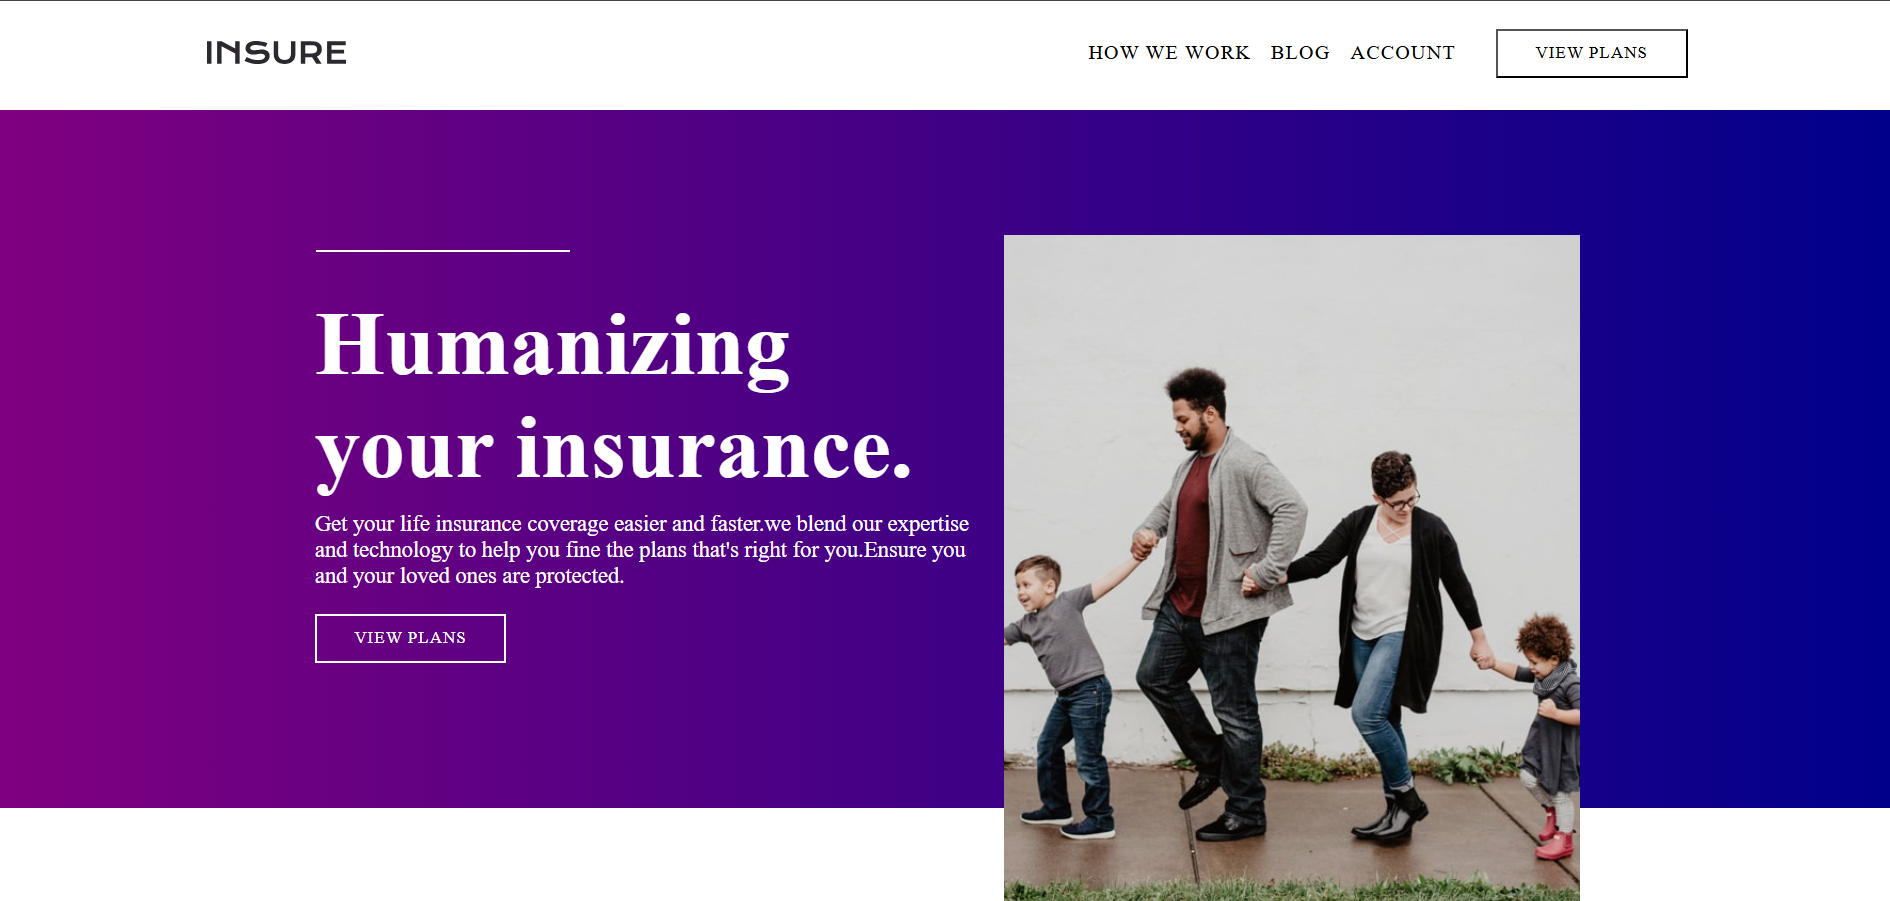 INSURE
HOW WE WORK BLOG ACCOUNT VIEW PLANS
Humanizing
your insurance.
Get your life insurance coverage easier and faster.we blend our expertise
and technology to help you fine the plans that's right for you.Ensure you
and your loved ones are protected.
VIEW PLANS